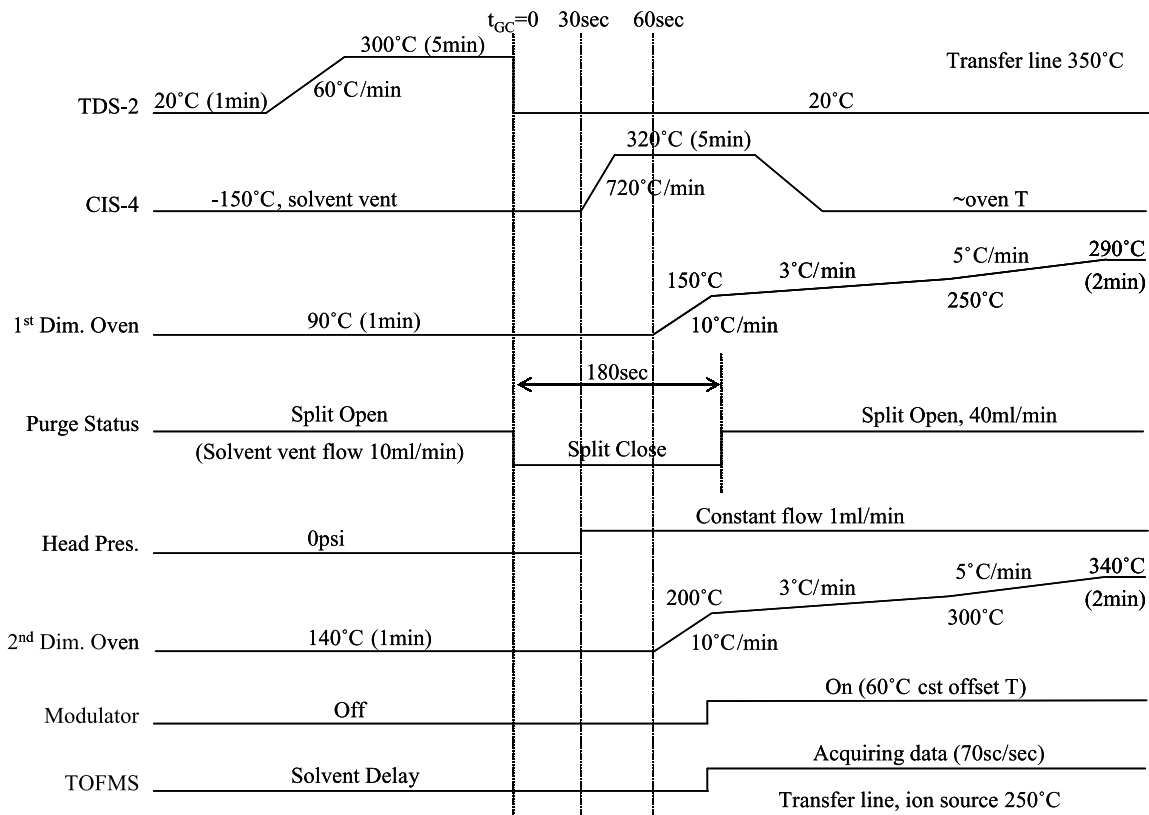 tGC=0 30sec 60sec
300˚C (5min)
Transfer line 350˚C
60˚C/min
TDS-2 20˚C (1min) 20˚C
320˚C (5min)
720˚C/min
CIS-4 -150˚C, solvent vent ~oven T
5˚C/min 290˚C
150˚C 3˚C/min
250˚C (2min)
1st Dim. Oven 90˚C (1min) 10˚C/min
180sec
Purge Status Split Open Split Open, 40ml/min
(Solvent vent flow 10ml/min) Split Close
Constant flow 1ml/min
Head Pres. 0psi
5˚C/min 340˚C
200˚C 3˚C/min (2min)
300˚C
2nd Dim. Oven 140˚C (1min) 10˚C/min
On (60˚C cst offset T)
Modulator Off
Acquiring data (70sc/sec)
TOFMS Solvent Delay
Transfer line, ion source 250˚C